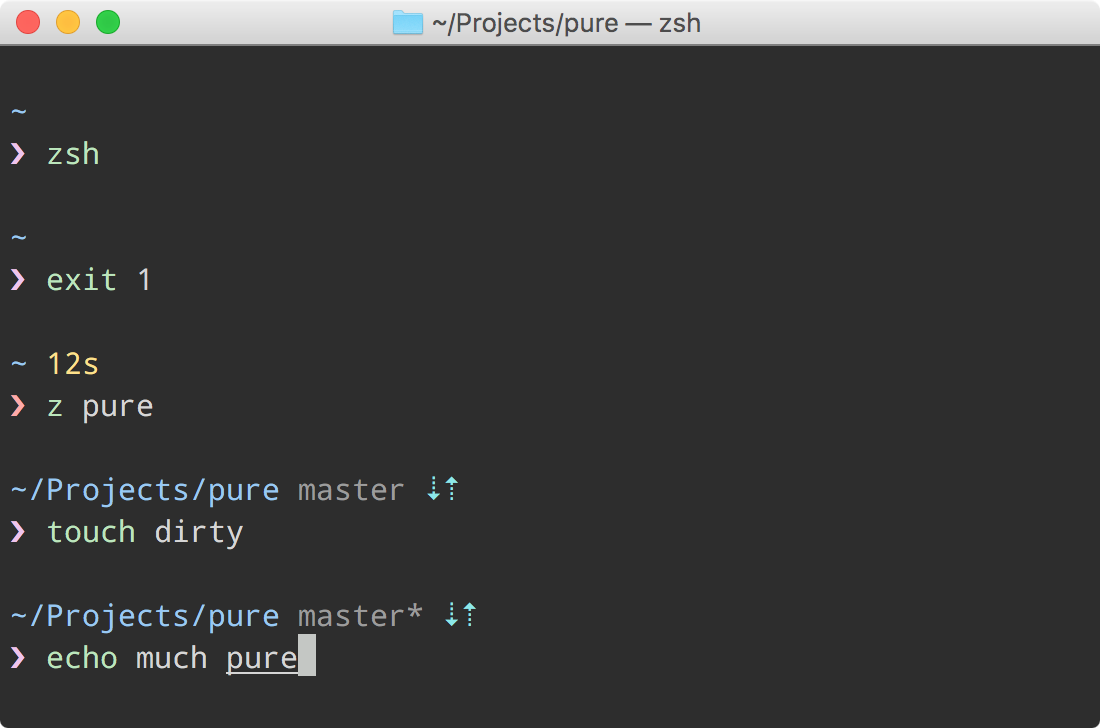 ~/Projects/pure — zsh
~
❯ zsh
~
❯ exit 1
~ 12s
❯ z pure
~/Projects/pure master ⇣⇡
❯ touch dirty
~/Projects/pure master* ⇣⇡
❯ echo much pure